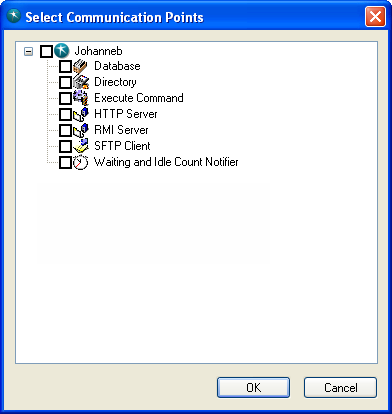 Select Communication Points
Johanneb
Database
Directory
Execute Command
HTTP Server
RMI Server
SFTP Client
Waiting and Idle Count Notifier
OK Cancel